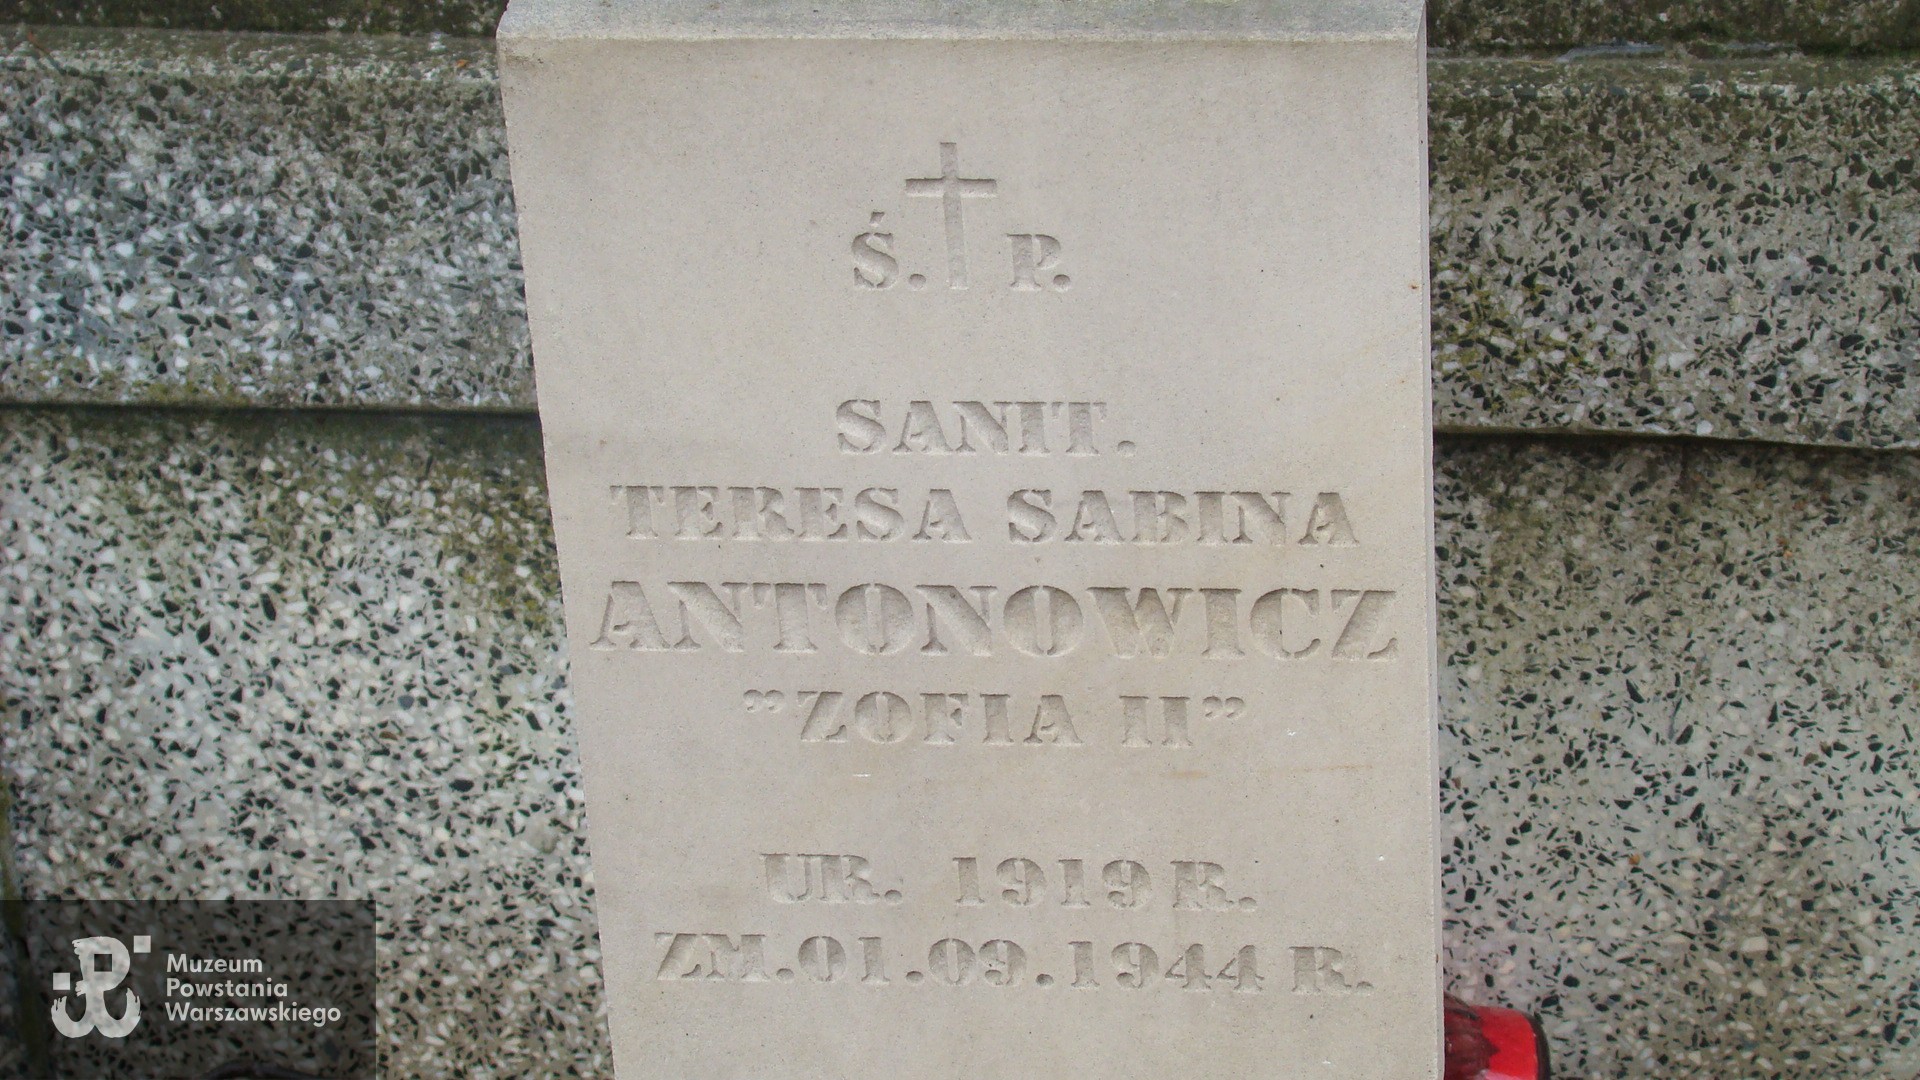 Ś. P.
SANIT.
TERESA SABINA
ANTONOWICZ
”ZOFIA II”
UR. 1919 R.
ZM. 01.09.1944 R.
Muzeum
Powstania
Warszawskiego